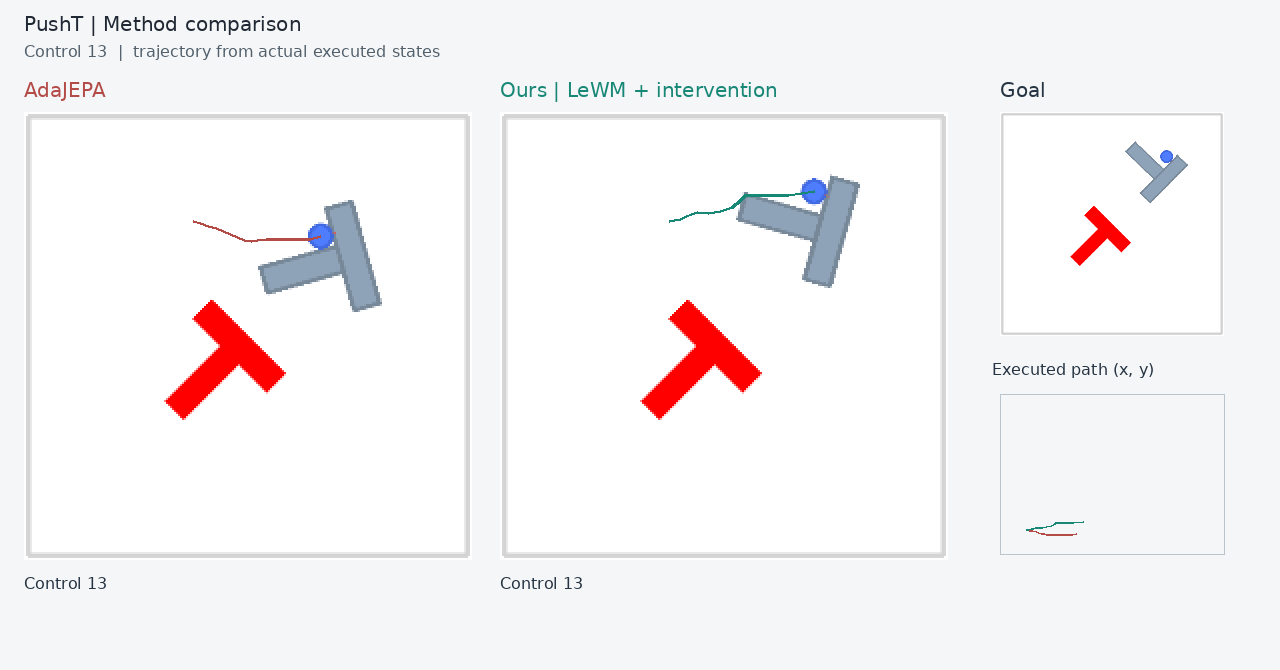 PushT | Method comparison
Control 13 | trajectory from actual executed states
AdaJEPA
Ours | LeWM + intervention
Goal
Executed path (x, y)
Control 13
Control 13